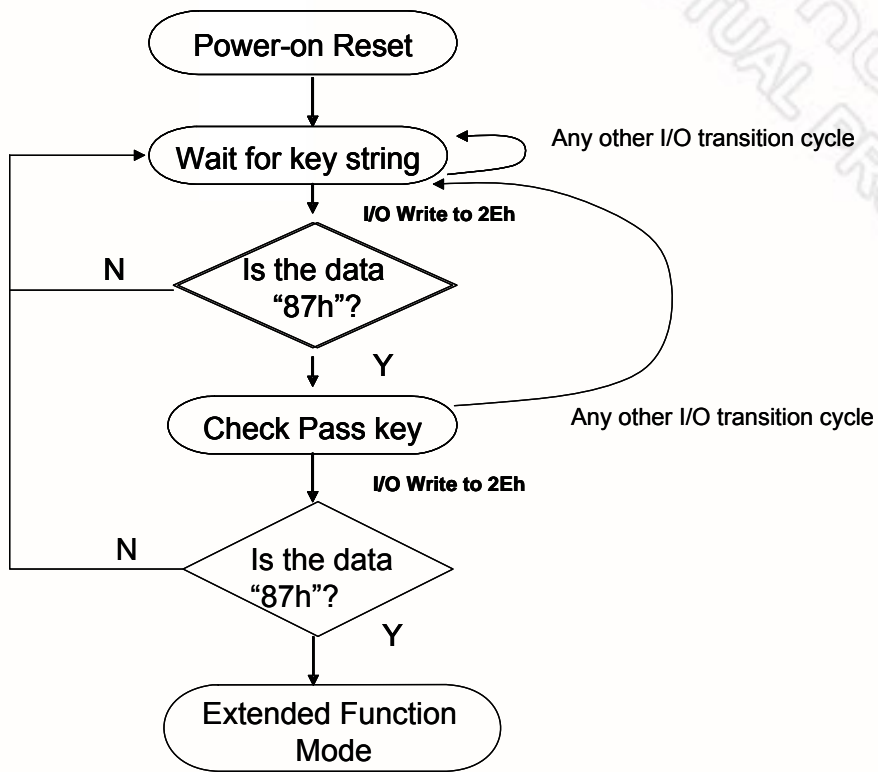 Power-on Reset
Wait for key string
Any other I/O transition cycle
I/O Write to 2Eh
N
Is the data
“87h”?
Y
Check Pass key
Any other I/O transition cycle
I/O Write to 2Eh
N
Is the data
“87h”?
Y
Extended Function
Mode